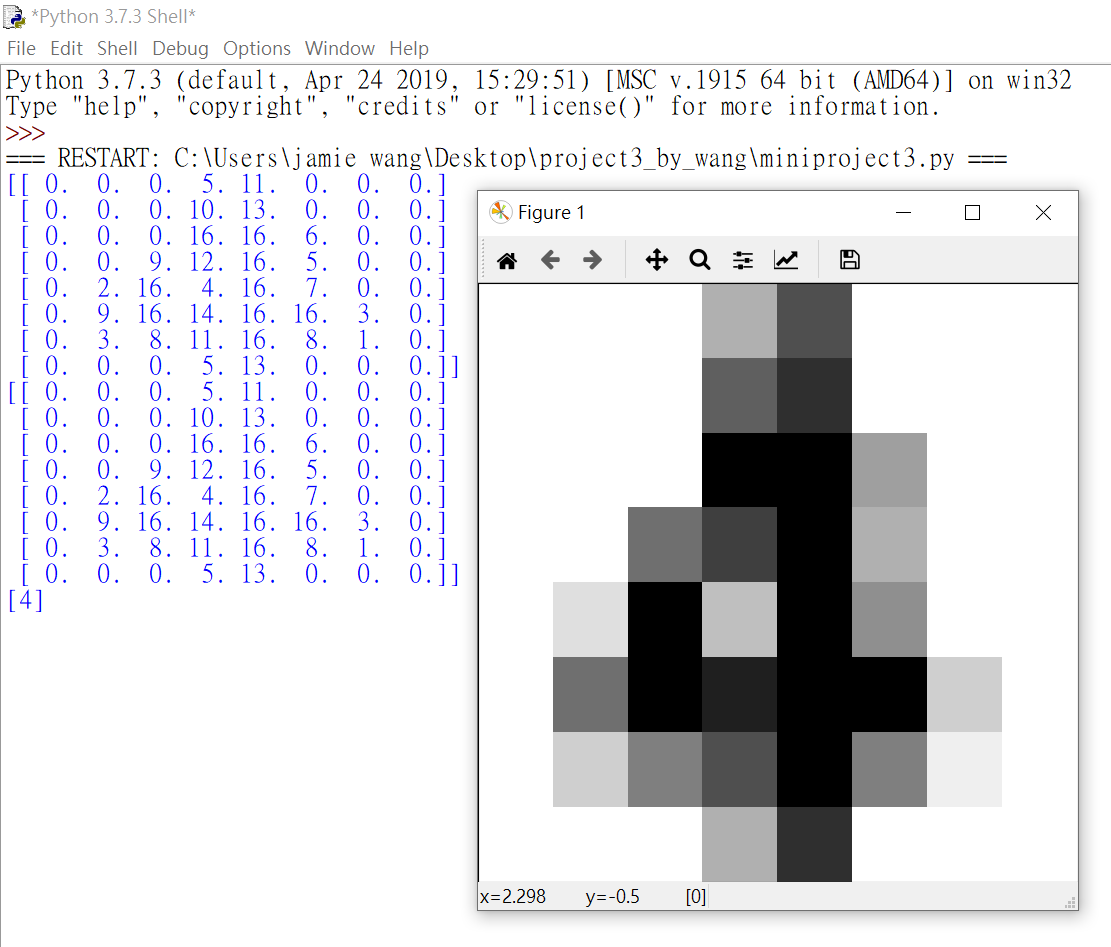 *Python 3.7.3 Shell*
File Edit Shell Debug Options Window Help
Python 3.7.3 (default, Apr 24 2019, 15:29:51) [MSC v.1915 64 bit (AMD64)] on win32
Type "help", "copyright", "credits" or "license()" for more information.
>>>
=== RESTART: C:\Users\jamie wang\Desktop\project3_by_wang\miniproject3.py ===
[[ 0. 0. 0. 5. 11. 0. 0. 0.]
[ 0. 0. 0. 10. 13. 0. 0. 0.]
[ 0. 0. 0. 16. 16. 6. 0. 0.]
[ 0. 0. 9. 12. 16. 5. 0. 0.]
[ 0. 2. 16. 4. 16. 7. 0. 0.]
[ 0. 9. 16. 14. 16. 16. 3. 0.]
[ 0. 3. 8. 11. 16. 8. 1. 0.]
[ 0. 0. 0. 5. 13. 0. 0. 0.]]
[[ 0. 0. 0. 5. 11. 0. 0. 0.]
[ 0. 0. 0. 10. 13. 0. 0. 0.]
[ 0. 0. 0. 16. 16. 6. 0. 0.]
[ 0. 0. 9. 12. 16. 5. 0. 0.]
[ 0. 2. 16. 4. 16. 7. 0. 0.]
[ 0. 9. 16. 14. 16. 16. 3. 0.]
[ 0. 3. 8. 11. 16. 8. 1. 0.]
[ 0. 0. 0. 5. 13. 0. 0. 0.]]
[4]
Figure 1
x=2.298 y=-0.5 [0]